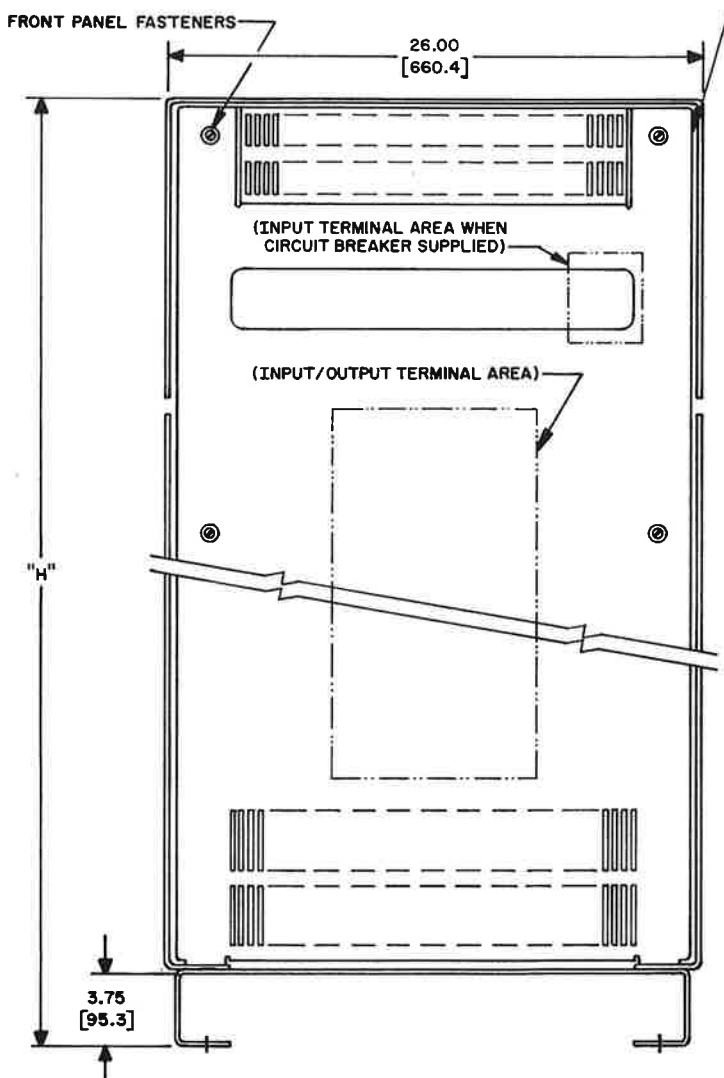 FRONT PANEL FASTENERS
26.00
[660.4]
(INPUT TERMINAL AREA WHEN
CIRCUIT BREAKER SUPPLIED)
(INPUT/OUTPUT TERMINAL AREA)
"H"
3.75
[95.3]